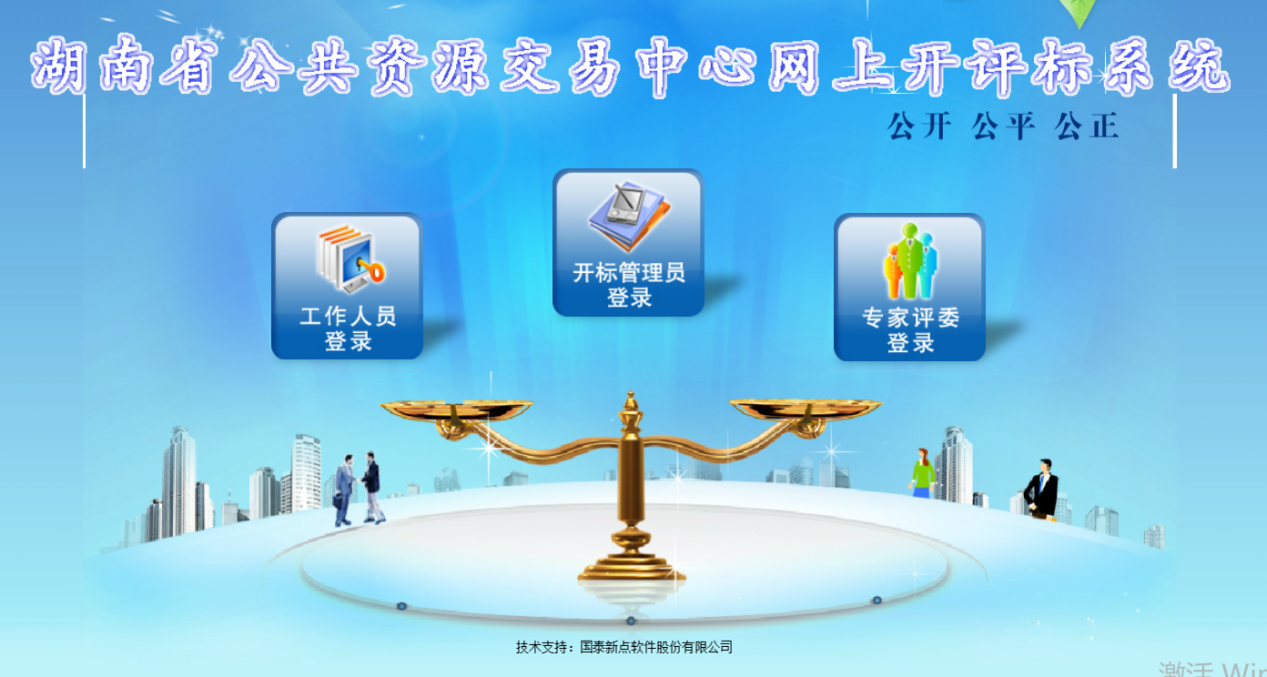 湖南省公共资源交易中心网上开评标系统
公开 公平 公正
工作人员
登录
开标管理员
登录
专家评委
登录
技术支持：国泰新点软件股份有限公司
激活 Win